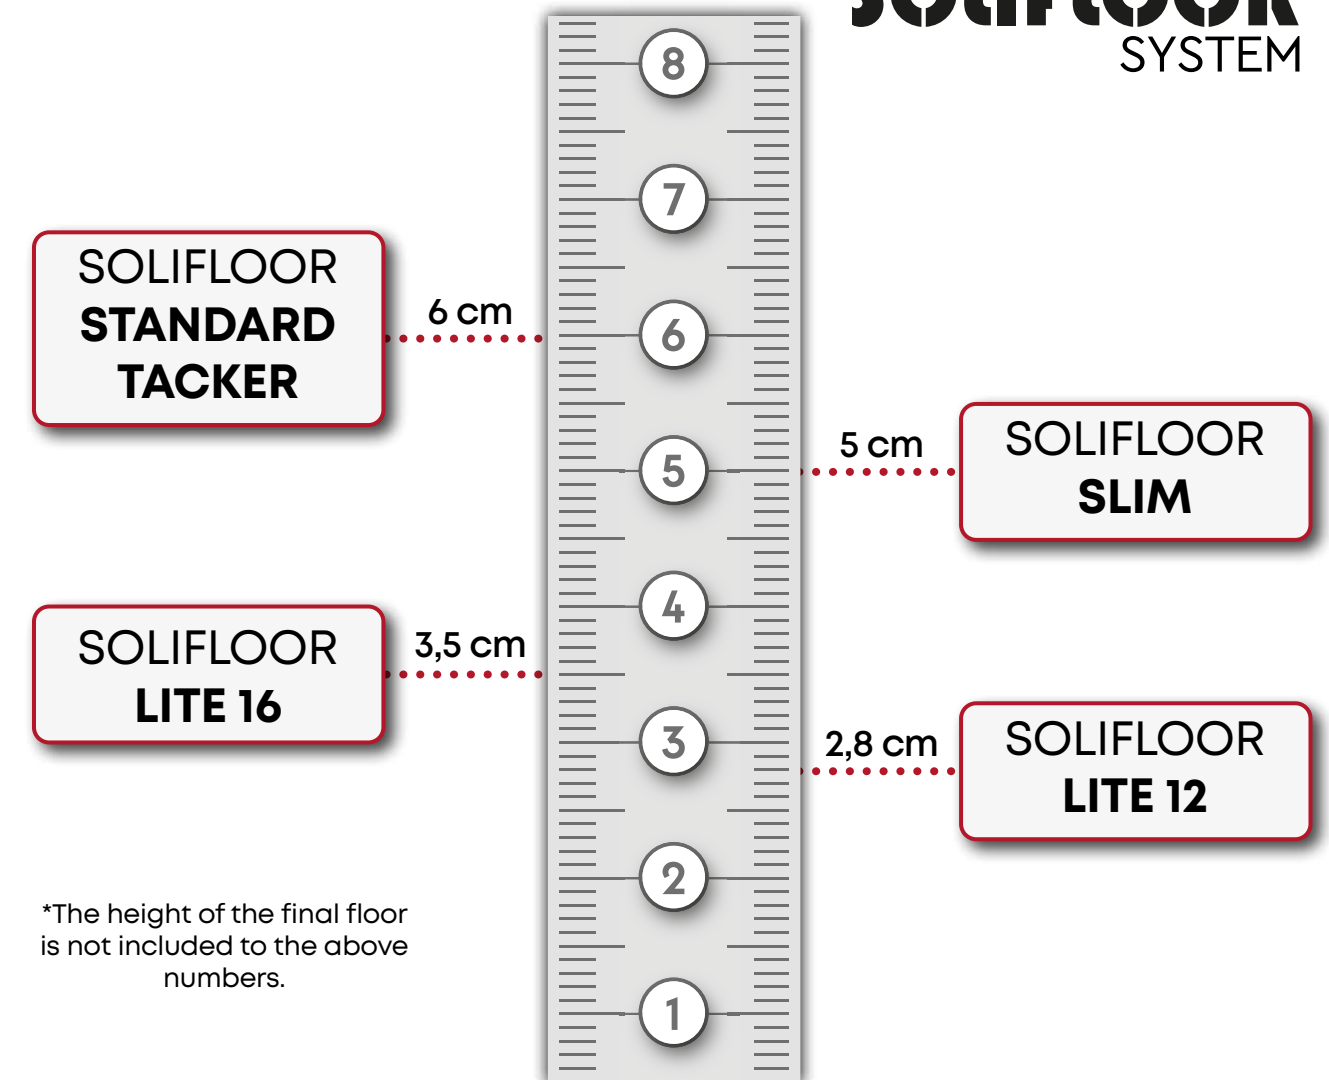 SOLIFLOOR
SYSTEM
8
7
SOLIFLOOR
STANDARD
TACKER
6 cm
6
5 cm
SOLIFLOOR
SLIM
5
4
SOLIFLOOR
LITE 16
3,5 cm
3
2,8 cm
SOLIFLOOR
LITE 12
2
*The height of the final floor
is not included to the above
numbers.
1